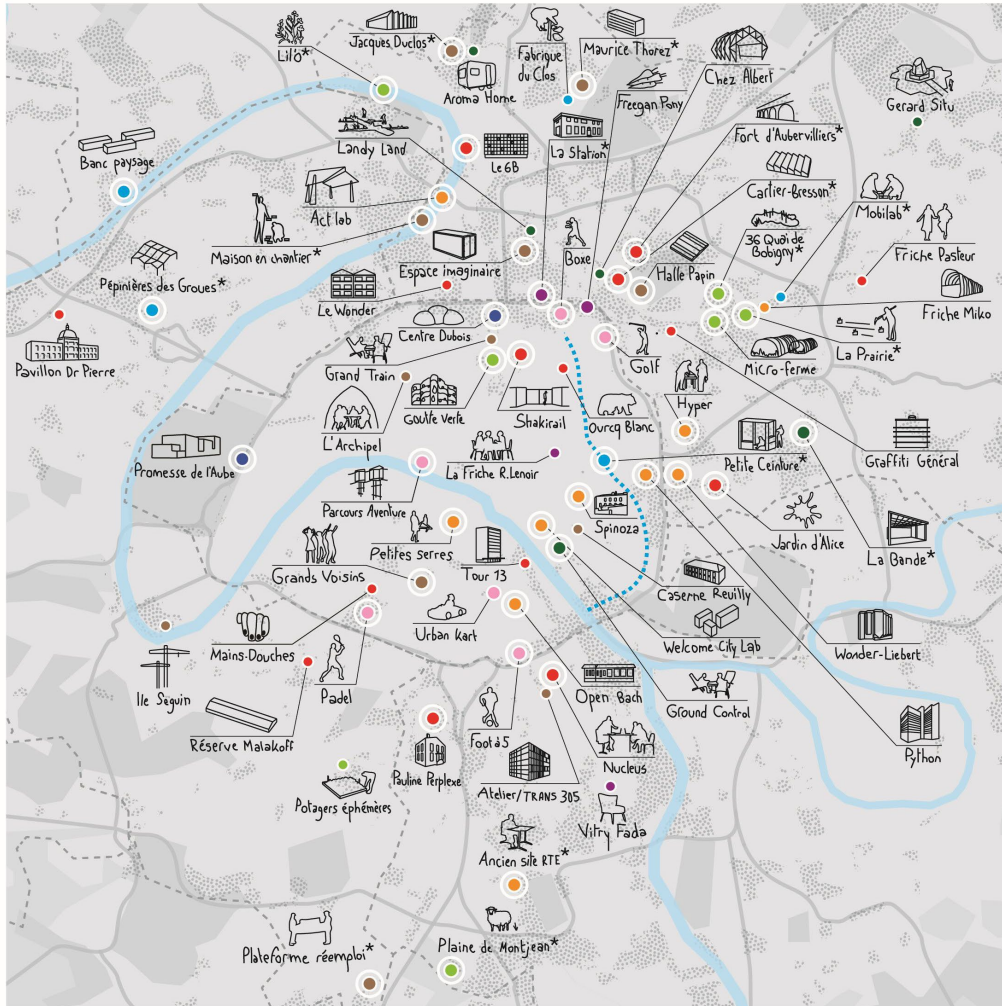 Lil'o*
Jacques Duclos*
Aroma Home
Fabrique
du Clos
Maurice Thorez*
Freegan Pony
Chez Albert
Gerard Situ
Banc paysage
Landy Land
Le 6B
La Station*
Fort d'Aubervilliers*
Cartier-Bresson*
Mobilab*
Act lab
Maison en chantier*
Espace imaginaire
Boxe
Halle Papin
36 Quai de
Bobigny*
Friche Pasteur
Pépinières des Groues*
Le Wonder
Friche Miko
Pavillon Dr Pierre
Centre Dubois
Grand Train
Goutte Verte
Shakirail
Golf
Micro-ferme
La Prairie*
L'Archipel
Ourcq Blanc
Hyper
Promesse de l'Aube
La Friche R.Lenoir
Petite Ceinture*
Graffiti Général
Parcours Aventure
Petites serres
Spinoza
Jardin d'Alice
La Bande*
Grands Voisins
Tour 13
Caserne Reuilly
Mains-Douches
Urban Kart
Welcome City Lab
Wonder-Liebert
Ile Seguin
Padel
Open Bach
Ground Control
Réserve Malakoff
Foot à 5
Nucleus
Python
Potagers éphémères
Pauline Perplexe
Atelier/TRANS 305
Vitry Fada
Ancien site RTE*
Plateforme réemploi*
Plaine de Montjean*